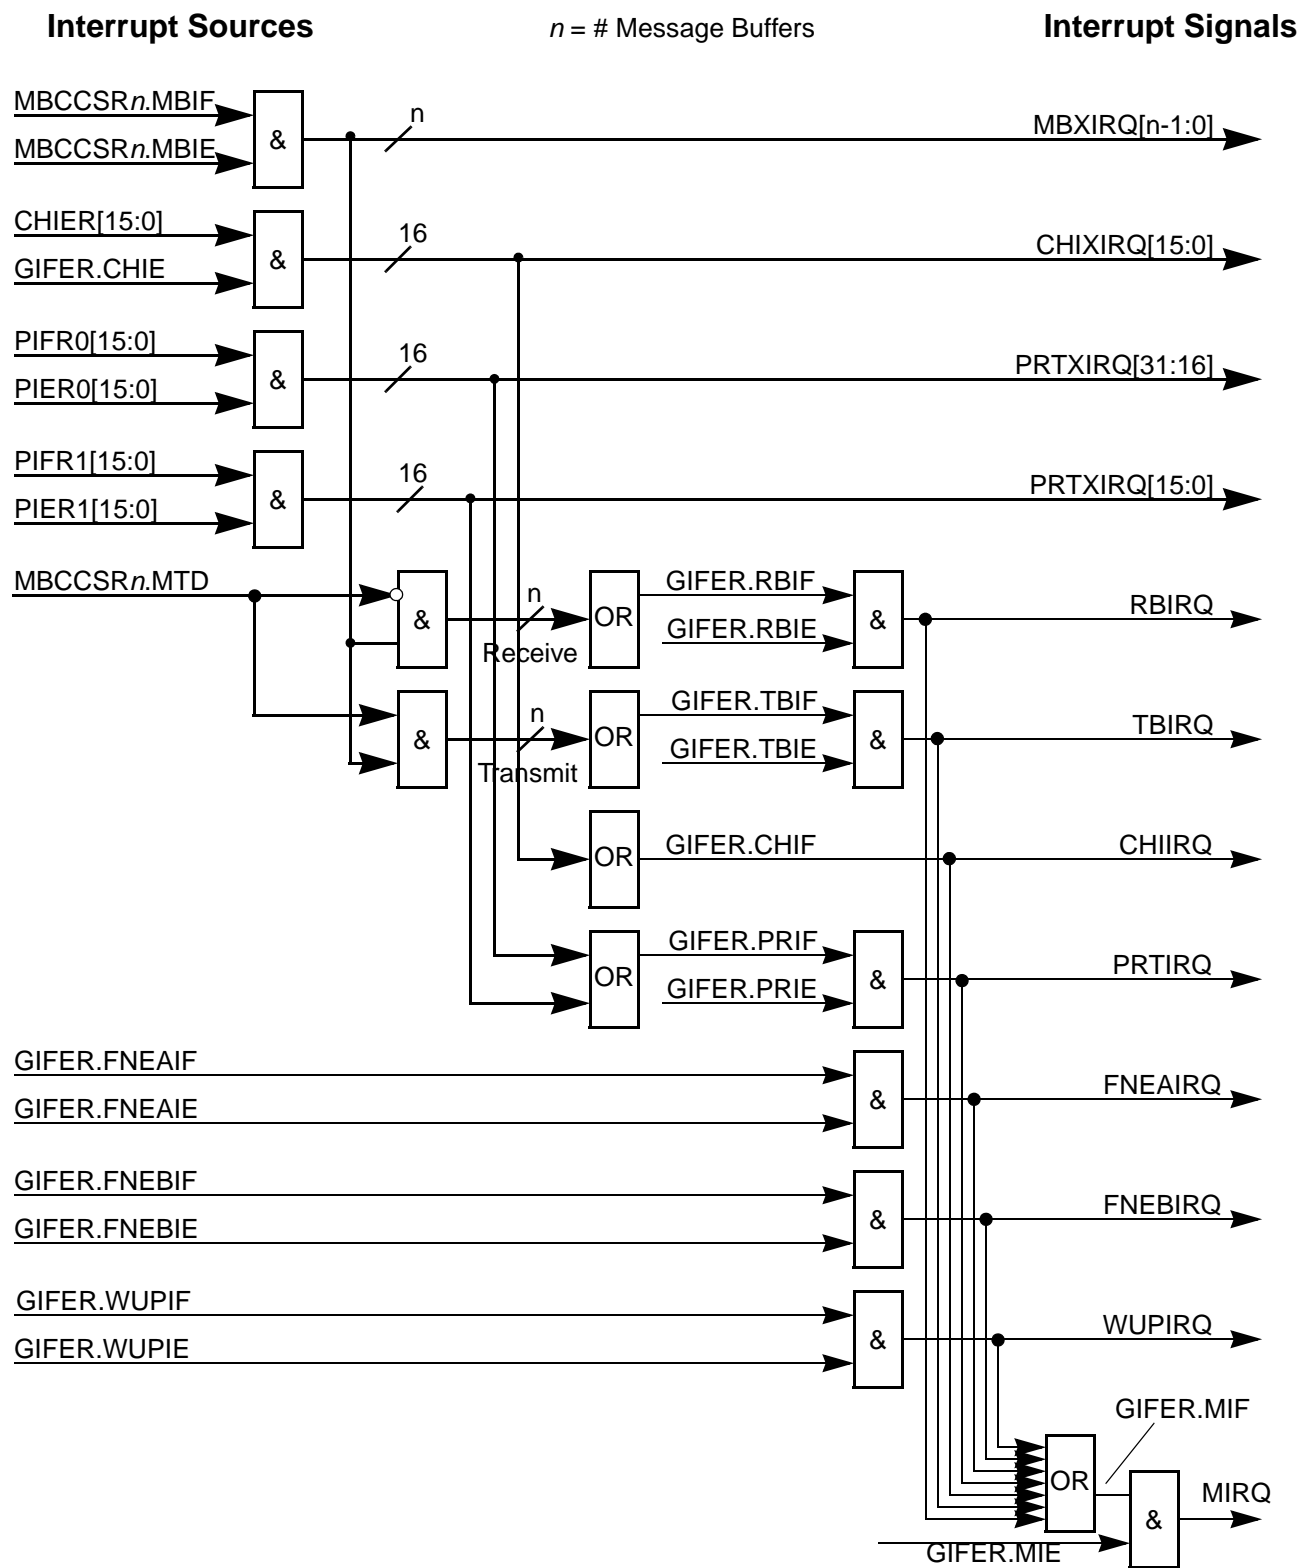 Interrupt Sources n = # Message Buffers Interrupt Signals
MBCCSRn.MBIF
MBCCSRn.MBIE
& n MBXIRQ[n-1:0]
CHIER[15:0]
GIFER.CHIE
& 16 CHIXIRQ[15:0]
PIFR0[15:0]
PIER0[15:0]
& 16 PRTXIRQ[31:16]
PIFR1[15:0]
PIER1[15:0]
& 16 PRTXIRQ[15:0]
MBCCSRn.MTD
& n Receive OR
GIFER.RBIF
GIFER.RBIE
& RBIRQ
& n Transmit OR
GIFER.TBIF
GIFER.TBIE
& TBIRQ
OR GIFER.CHIF CHIIRQ
OR
GIFER.PRIF
GIFER.PRIE
& PRTIRQ
GIFER.FNEAIF
GIFER.FNEAIE
& FNEAIRQ
GIFER.FNEBIF
GIFER.FNEBIE
& FNEBIRQ
GIFER.WUPIF
GIFER.WUPIE
& WUPIRQ
GIFER.MIF
OR
GIFER.MIE
& MIRQ